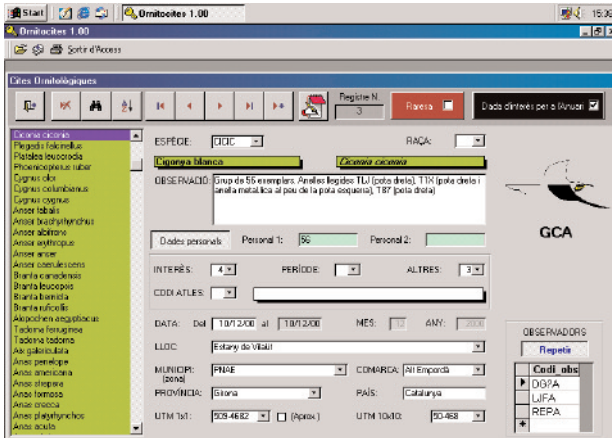 Start
Ornitocites 1.00
15:39
Ornitocites 1.00
Sortir d'Access
Cites Ornitològiques
Registre N.
3
Raresa
Dada d'interès per a l'Anuari
Ciconia ciconia
Plegadis falcinellus
Platalea leucorodia
Phoenicopterus ruber
Cygnus olor
Cygnus columbianus
Cygnus cygnus
Anser fabalis
Anser brachyrhynchus
Anser albifrons
Anser erythropus
Anser anser
Anser caerulescens
Branta canadensis
Branta leucopsis
Branta bernicla
Branta ruficollis
Alopochen aegyptiacus
Tadorna ferruginea
Tadorna tadorna
Aix galericulata
Anas penelope
Anas americana
Anas strepera
Anas formosa
Anas crecca
Anas platyrhynchos
Anas acuta
ESPÈCIE: CICIC
RAÇA:
Cigonya blanca
Ciconia ciconia
OBSERVACIÓ: Grup de 56 exemplars. Anelles llegides TLJ (pota dreta), T1X (pota dreta i
anella metal.lica al peu de la pota esquerra), T87 (pota dreta)
Dades personals
Personal 1: 56
Personal 2:
INTERÈS: 4
PERÍODE:
ALTRES: 3
CODI ATLES:
DATA: Del 10/12/00 al 10/12/00
MES: 12
ANY: 2000
LLOC: Estany de Vilaüt
MUNICIPI: PNAE
(zona)
COMARCA: Alt Empordà
PROVÍNCIA: Girona
PAÍS: Catalunya
UTM 1x1: 509-4682
(Aprox.)
UTM 10x10: 50-468
GCA
OBSERVADORS
Repetir
Codi_obs
DG?A
LJFA
REPA